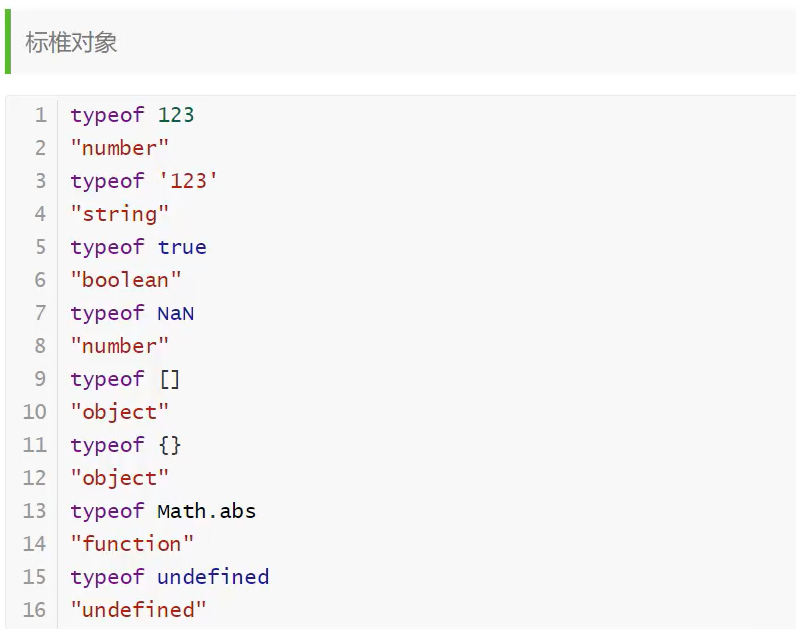 标椎对象
1 typeof 123
2 "number"
3 typeof '123'
4 "string"
5 typeof true
6 "boolean"
7 typeof NaN
8 "number"
9 typeof []
10 "object"
11 typeof {}
12 "object"
13 typeof Math.abs
14 "function"
15 typeof undefined
16 "undefined"